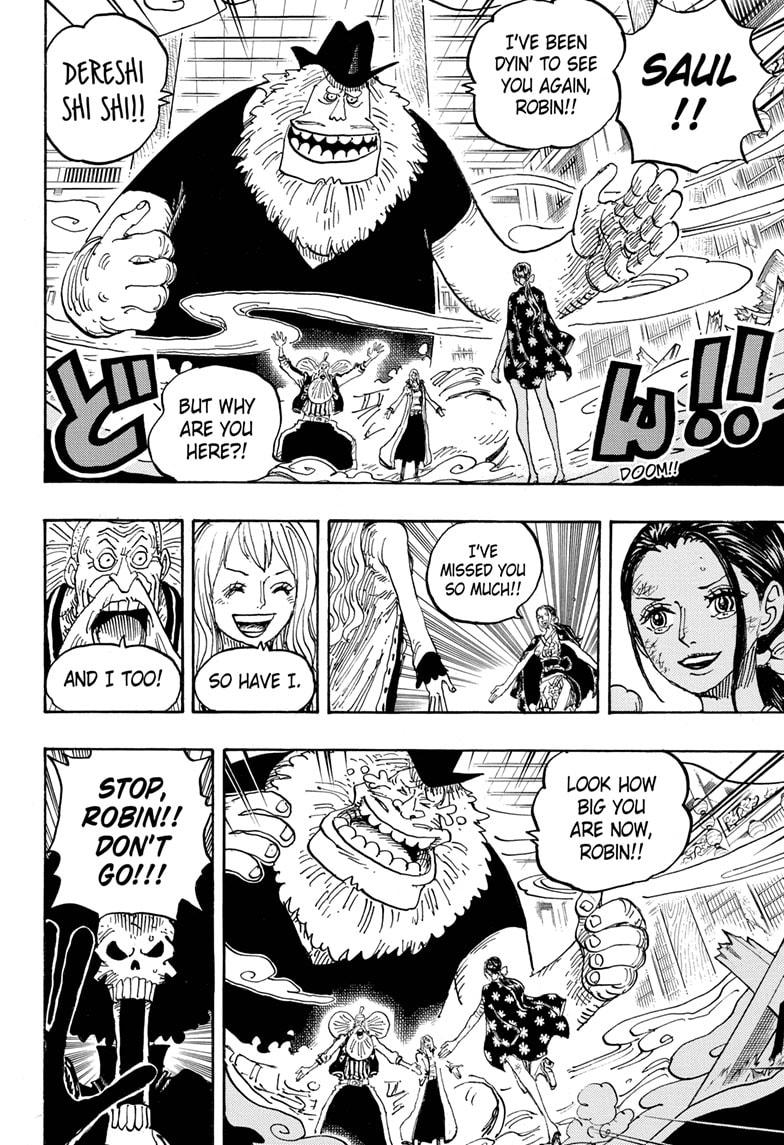 SAUL
!!
I'VE BEEN
DYIN' TO SEE
YOU AGAIN,
ROBIN!!
DERESHI
SHI SHI!!
ど
ん!!
DOOM!!
BUT WHY
ARE YOU
HERE?!
I'VE
MISSED YOU
SO MUCH!!
SO HAVE I.
AND I TOO!
LOOK HOW
BIG YOU
ARE NOW,
ROBIN!!
STOP,
ROBIN!!
DON'T
GO!!!